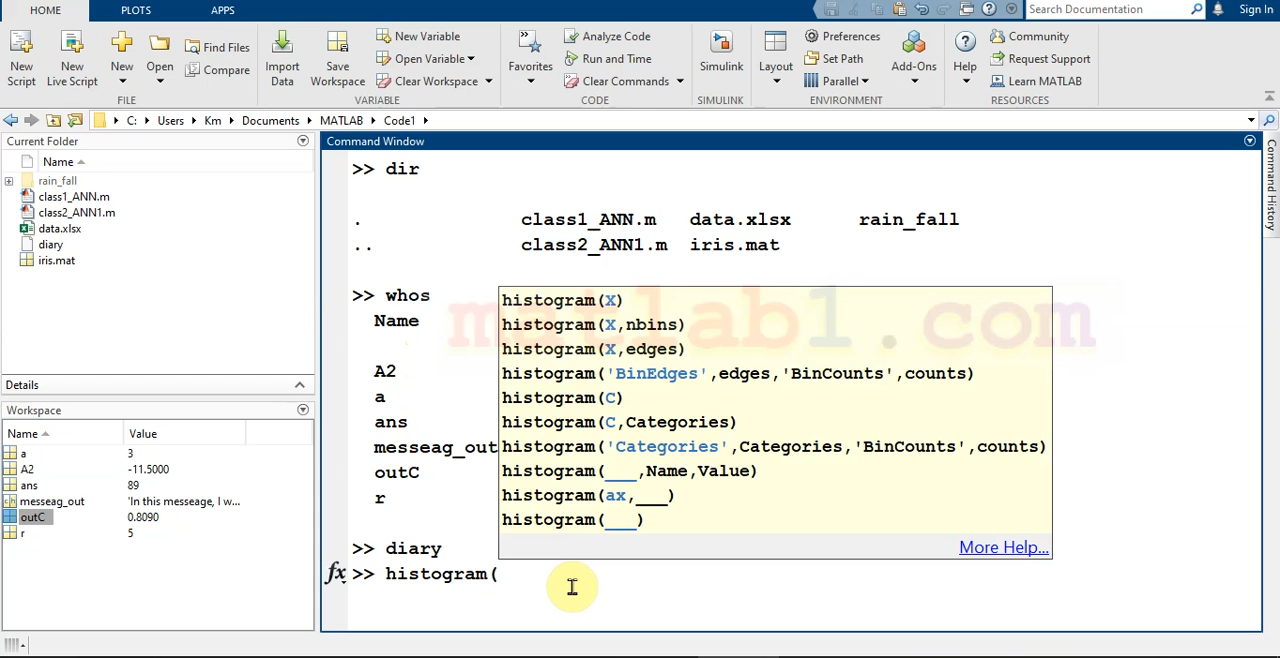 HOME PLOTS APPS
Search Documentation Sign In
New Script
New Live Script
New
Open
Find Files
Compare
FILE
Import Data
Save Workspace
New Variable
Open Variable
Clear Workspace
VARIABLE
Favorites
Analyze Code
Run and Time
Clear Commands
CODE
Simulink
SIMULINK
Layout
Preferences
Set Path
Parallel
ENVIRONMENT
Add-Ons
Help
Community
Request Support
Learn MATLAB
RESOURCES
C: Users Km Documents MATLAB Code1
Current Folder
Name
rain_fall
class1_ANN.m
class2_ANN1.m
data.xlsx
diary
iris.mat
Details
Workspace
Name Value
a 3
A2 -11.5000
ans 89
messeag_out 'In this messeage, I w...
outC 0.8090
r 5
Command Window
>> dir
. class1_ANN.m data.xlsx rain_fall
.. class2_ANN1.m iris.mat
>> whos
Name
A2
a
ans
messeag_out
outC
r
>> diary
fx >> histogram(
histogram(X)
histogram(X,nbins)
histogram(X,edges)
histogram('BinEdges',edges,'BinCounts',counts)
histogram(C)
histogram(C,Categories)
histogram('Categories',Categories,'BinCounts',counts)
histogram(___,Name,Value)
histogram(ax,___)
histogram(___)
More Help...
matlab1.com
Command History